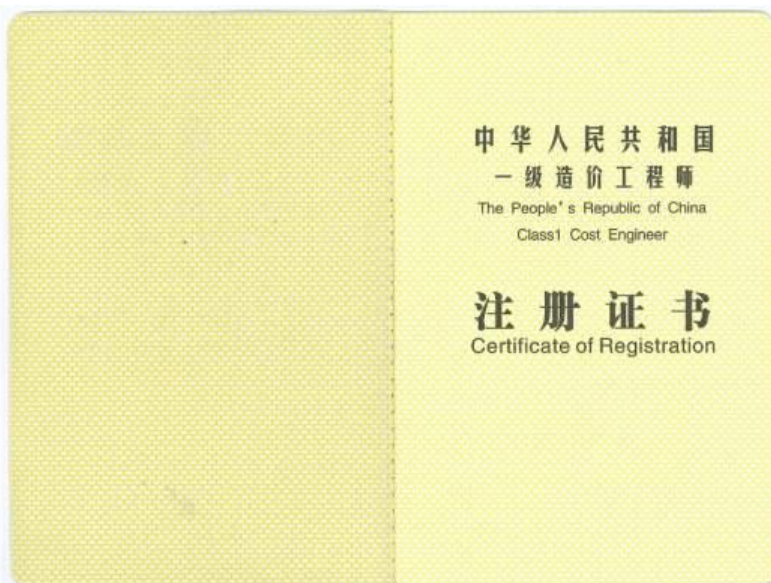 中华人民共和国
一级造价工程师
The People's Republic of China
Class1 Cost Engineer
注册证书
Certificate of Registration